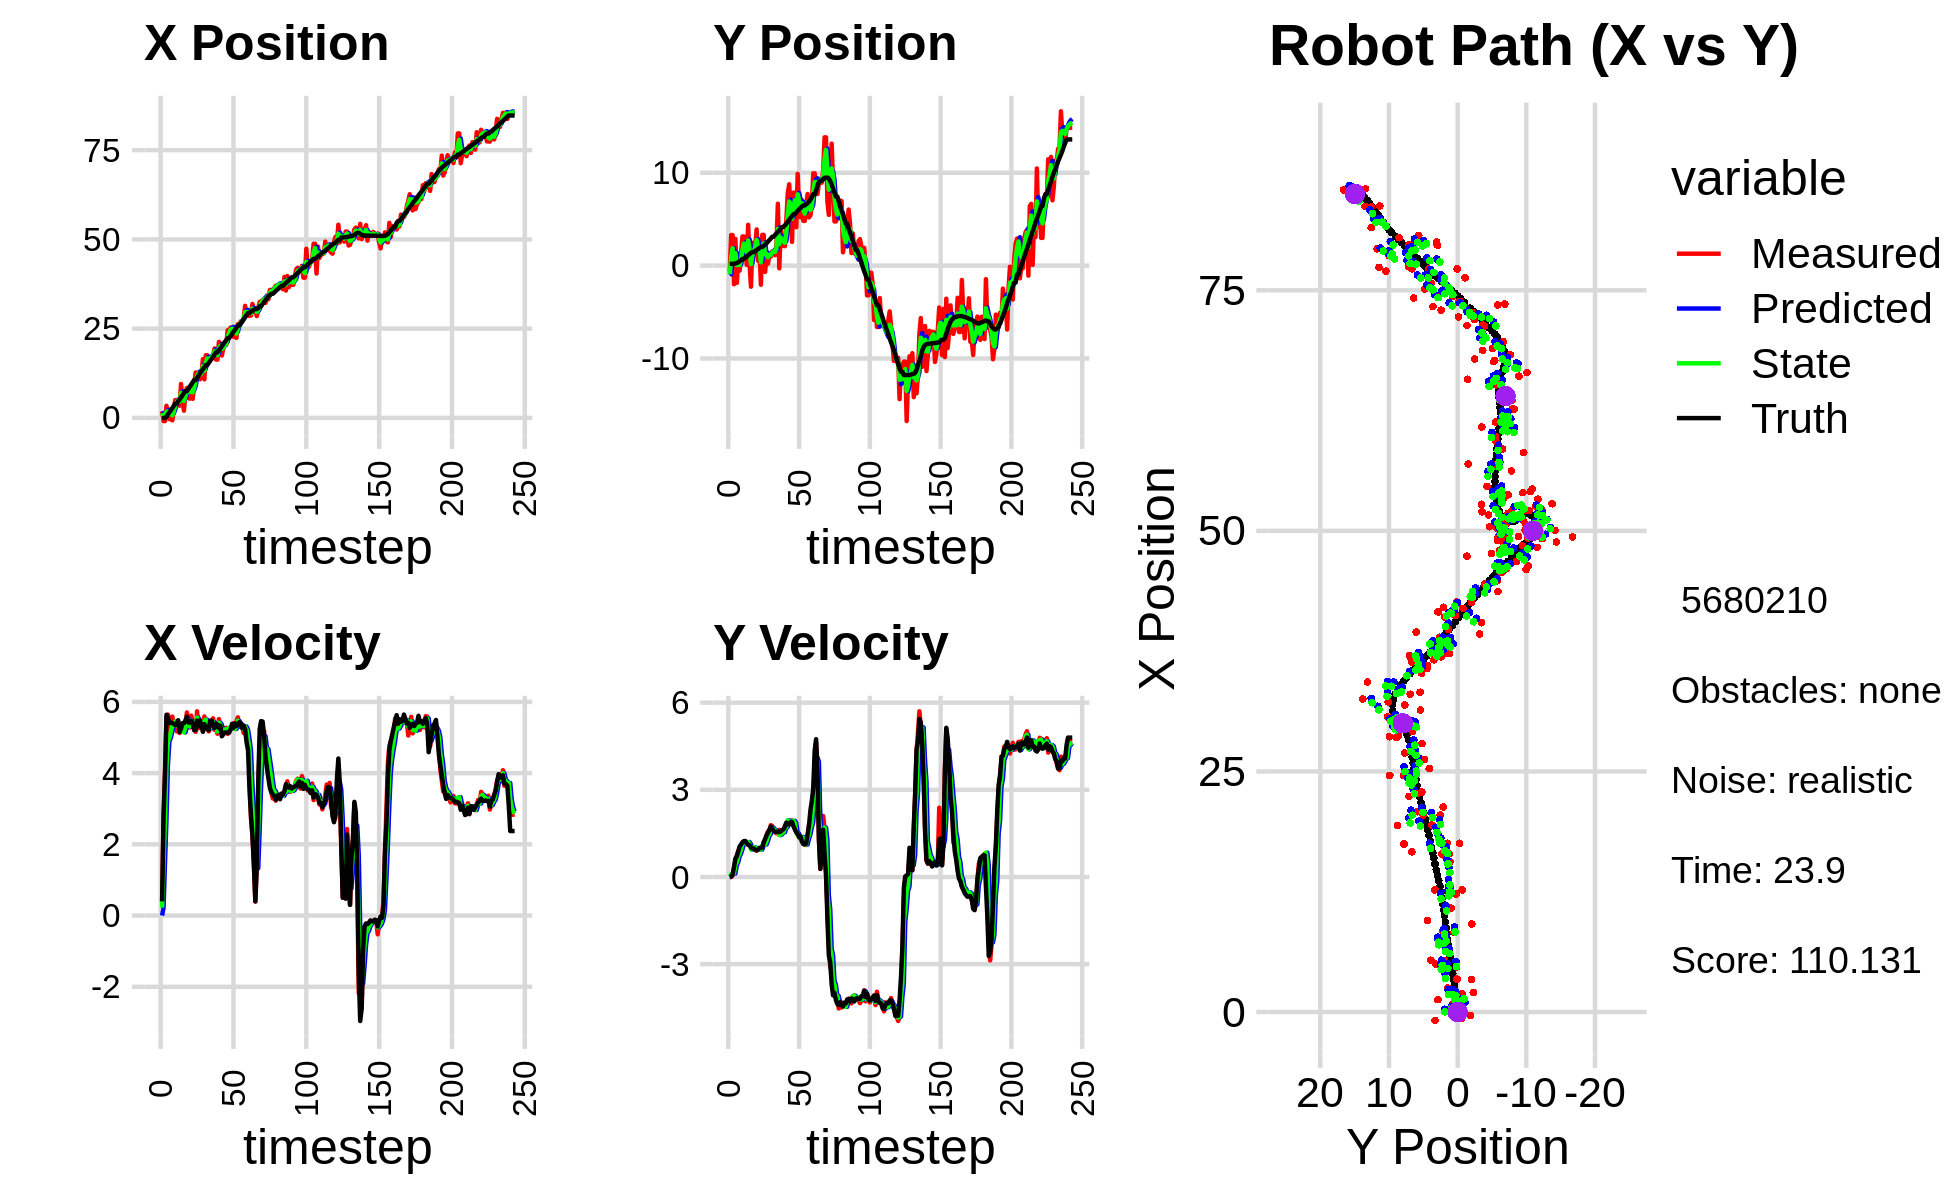 X Position
75
50
25
0
0 50 100 150 200 250
timestep
Y Position
10
0
-10
0 50 100 150 200 250
timestep
X Velocity
6
4
2
0
-2
0 50 100 150 200 250
timestep
Y Velocity
6
3
0
-3
0 50 100 150 200 250
timestep
Robot Path (X vs Y)
X Position
75
50
25
0
20 10 0 -10 -20
Y Position
variable
Measured
Predicted
State
Truth
5680210
Obstacles: none
Noise: realistic
Time: 23.9
Score: 110.131